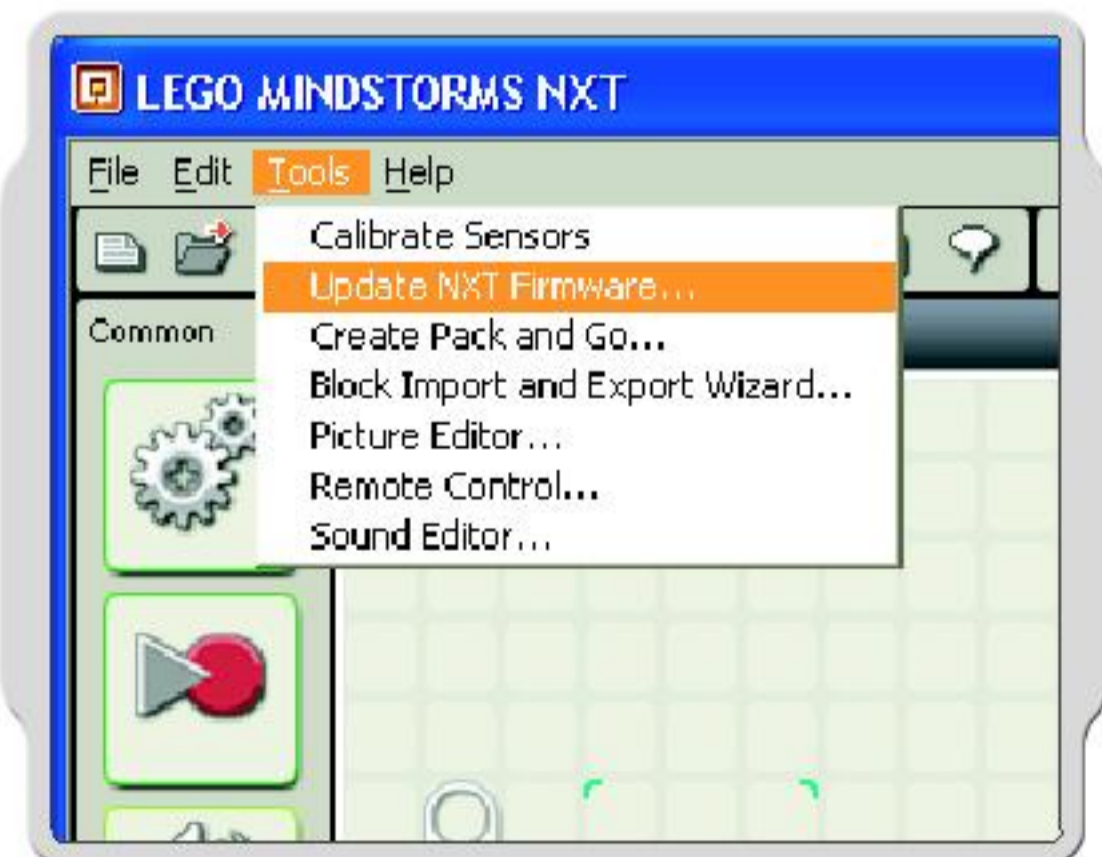 LEGO MINDSTORMS NXT
File Edit Tools Help
Calibrate Sensors
Update NXT Firmware...
Common
Create Pack and Go...
Block Import and Export Wizard...
Picture Editor...
Remote Control...
Sound Editor...